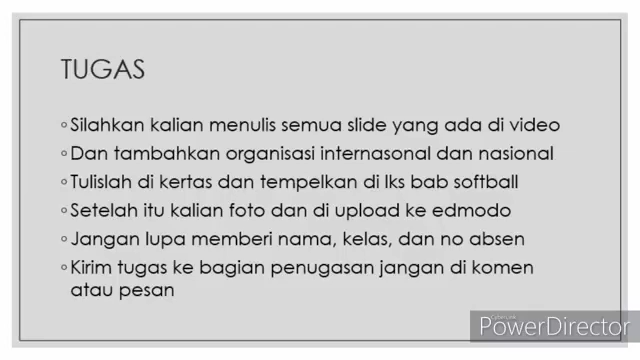 TUGAS
◦Silahkan kalian menulis semua slide yang ada di video
◦Dan tambahkan organisasi internasonal dan nasional
◦Tulislah di kertas dan tempelkan di lks bab softball
◦Setelah itu kalian foto dan di upload ke edmodo
◦Jangan lupa memberi nama, kelas, dan no absen
◦Kirim tugas ke bagian penugasan jangan di komen
atau pesan
CyberLink
PowerDirector